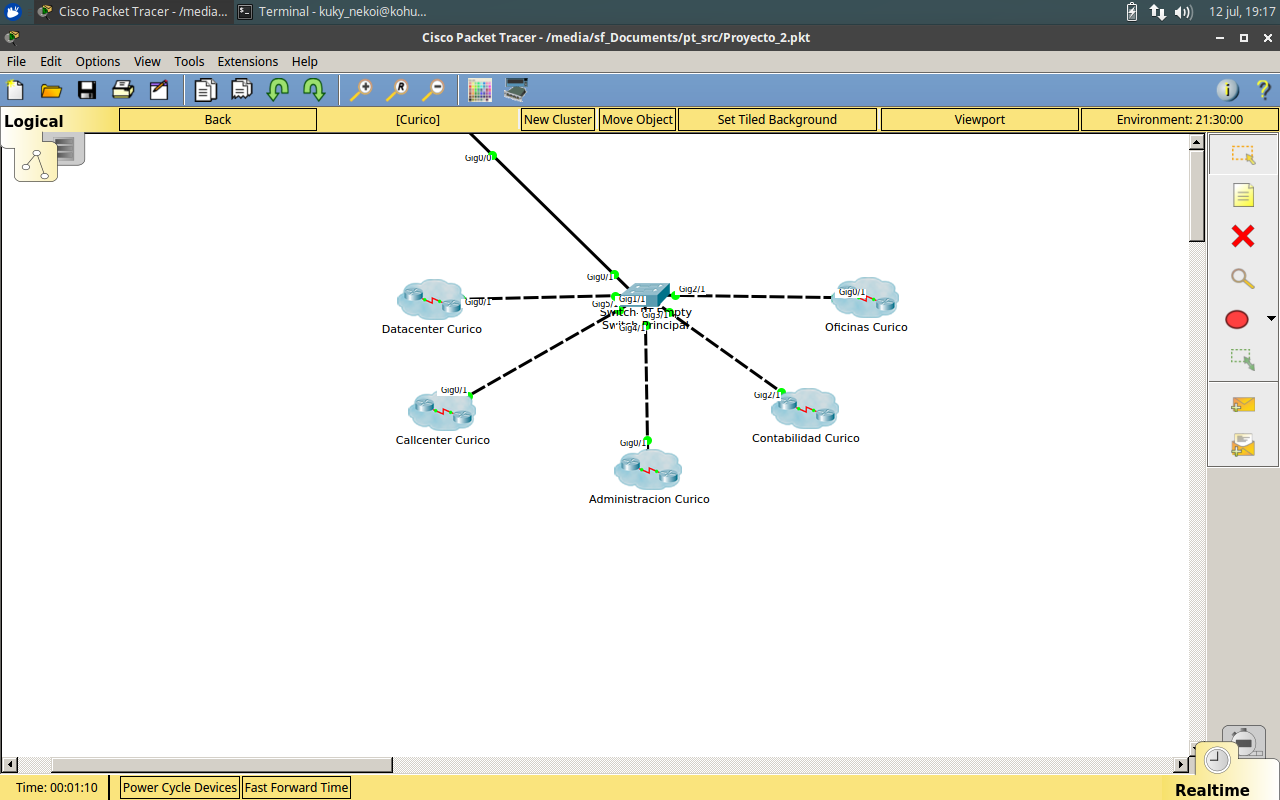 Cisco Packet Tracer - /media...
Terminal - kuky_nekoi@kohu...
12 jul, 19:17
Cisco Packet Tracer - /media/sf_Documents/pt_src/Proyecto_2.pkt
File Edit Options View Tools Extensions Help
Logical
Back
[Curico]
New Cluster
Move Object
Set Tiled Background
Viewport
Environment: 21:30:00
Gig0/0
Gig0/1
Gig2/1
Gig0/1
Gig5/1
Gig1/1
Gig0/1
Switch-PT-Empty
Gig3/1
Switch Principal
Gig4/1
Datacenter Curico
Oficinas Curico
Gig0/1
Gig2/1
Callcenter Curico
Contabilidad Curico
Gig0/1
Administracion Curico
Time: 00:01:10
Power Cycle Devices
Fast Forward Time
Realtime